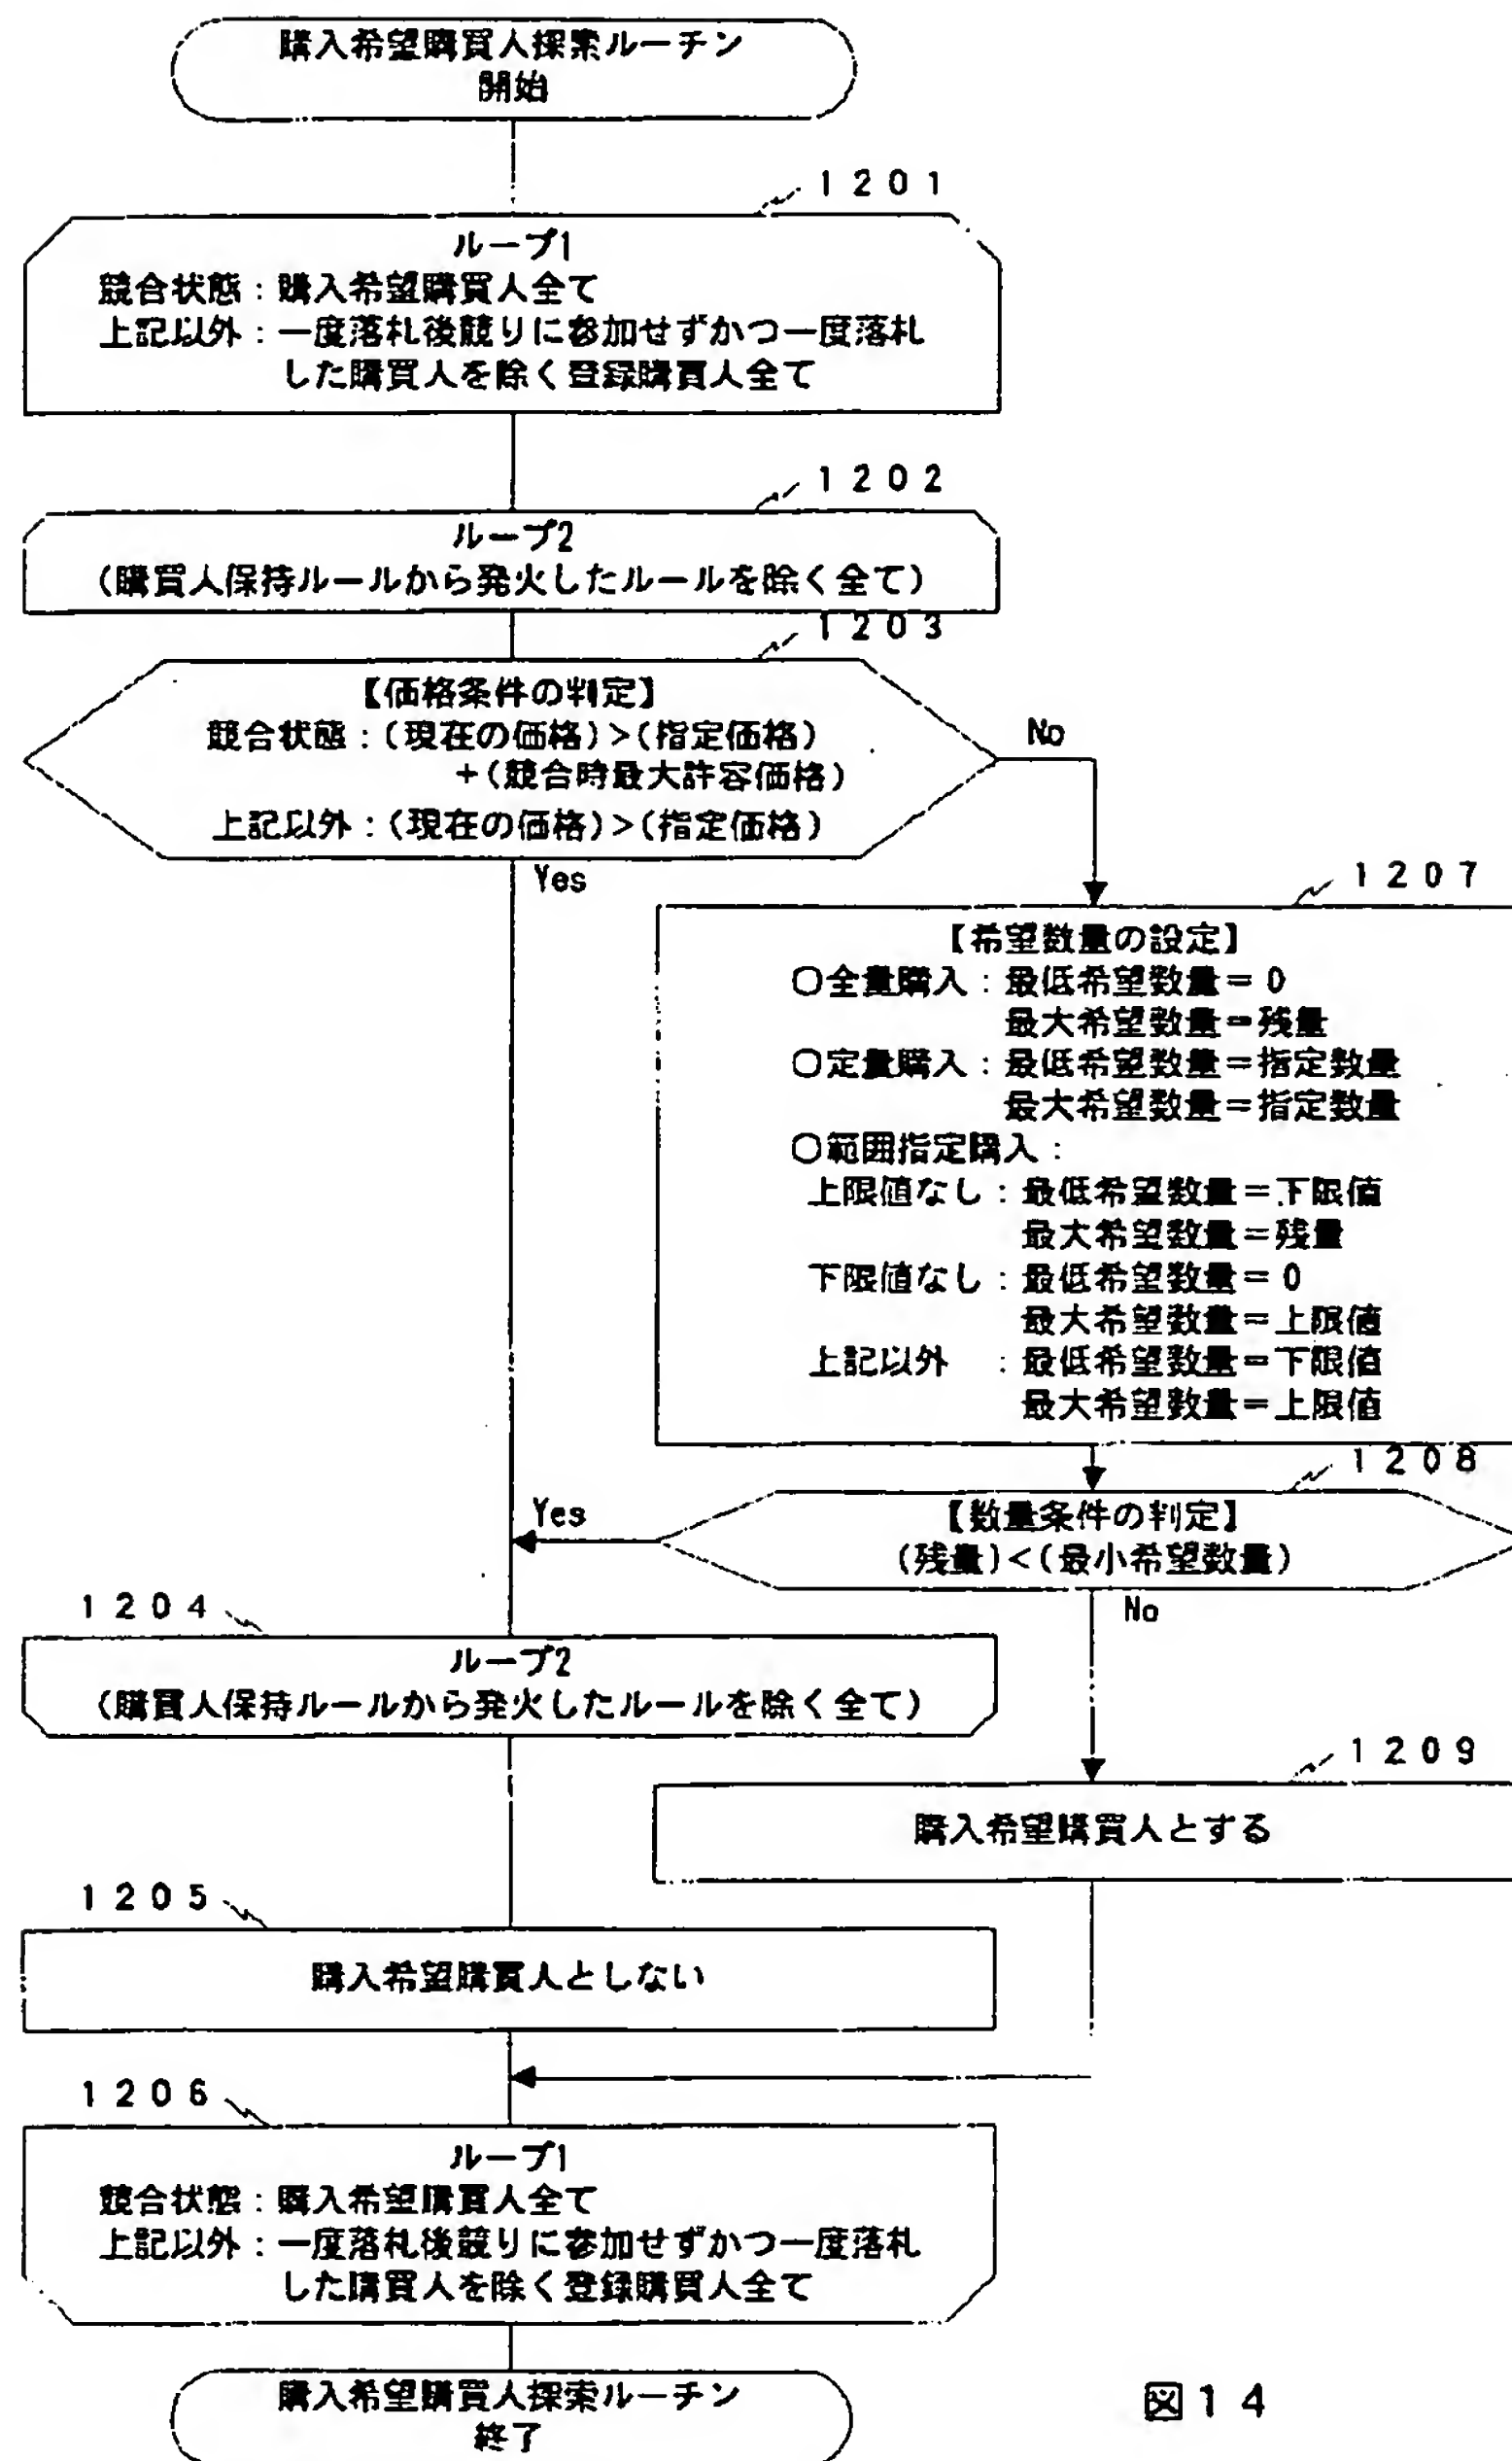 購入希望購買人探索ルーチン
開始
1201
ループ1
競合状態:購入希望購買人全て
上記以外:一度落札後競りに参加せずかつ一度落札
した購買人を除く登録購買人全て
1202
ループ2
(購買人保持ルールから発火したルールを除く全て)
1203
【価格条件の判定】
競合状態:(現在の価格)>(指定価格)
+(競合時最大許容価格)
上記以外:(現在の価格)>(指定価格)
No
Yes
1207
【希望数量の設定】
○全量購入:最低希望数量=0
最大希望数量=残量
○定量購入:最低希望数量=指定数量
最大希望数量=指定数量
○範囲指定購入:
上限値なし:最低希望数量=下限値
最大希望数量=残量
下限値なし:最低希望数量=0
最大希望数量=上限値
上記以外 :最低希望数量=下限値
最大希望数量=上限値
1208
【数量条件の判定】
(残量)<(最小希望数量)
Yes
No
1204
ループ2
(購買人保持ルールから発火したルールを除く全て)
1209
購入希望購買人とする
1205
購入希望購買人としない
1206
ループ1
競合状態:購入希望購買人全て
上記以外:一度落札後競りに参加せずかつ一度落札
した購買人を除く登録購買人全て
購入希望購買人探索ルーチン
終了
図14